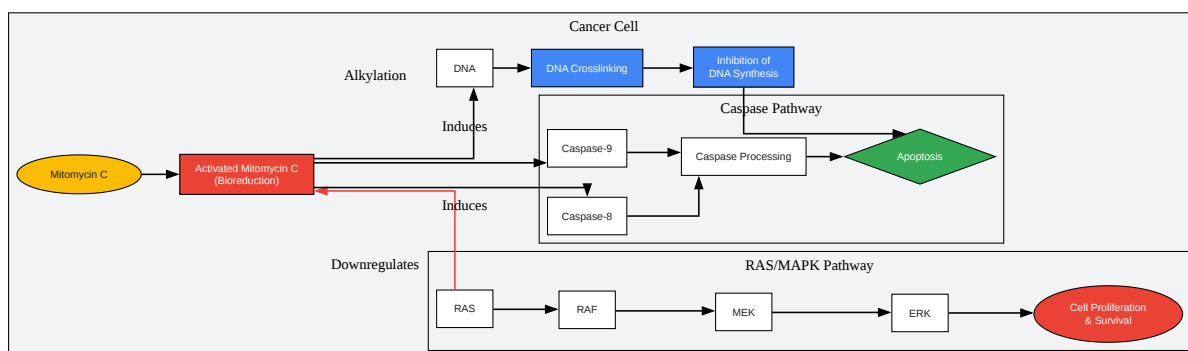 Cancer Cell
Alkylation
DNA
DNA Crosslinking
Inhibition of
DNA Synthesis
Induces
Caspase Pathway
Mitomycin C
Activated Mitomycin C
(Bioreduction)
Caspase-9
Caspase Processing
Apoptosis
Induces
Caspase-8
Downregulates
RAS/MAPK Pathway
RAS
RAF
MEK
ERK
Cell Proliferation
& Survival